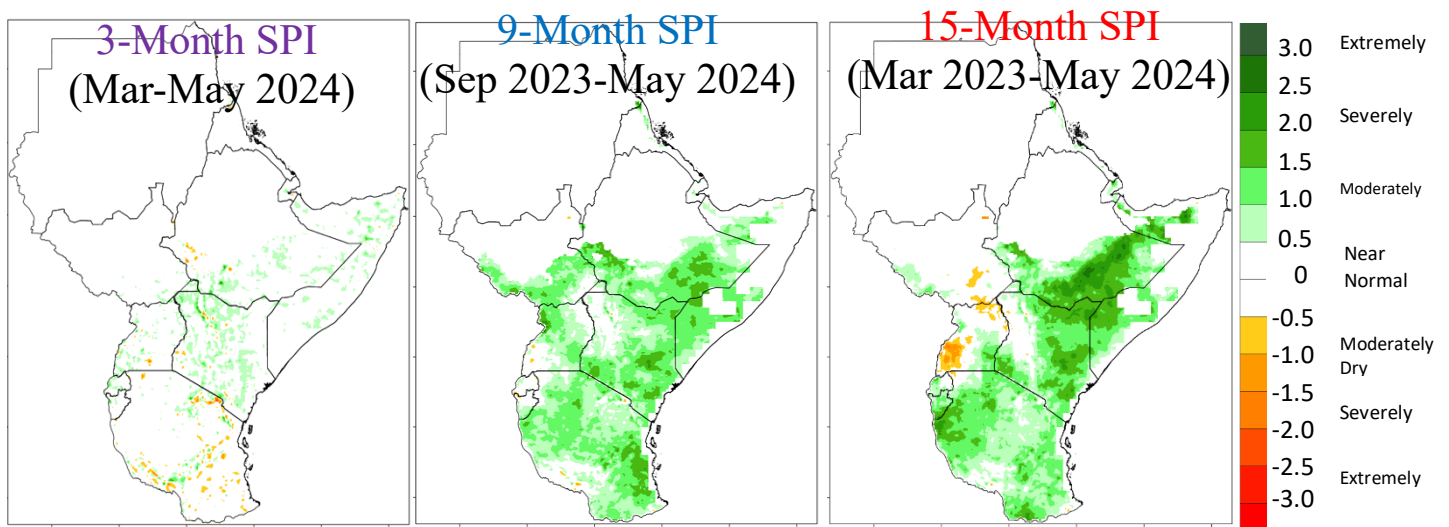 3-Month SPI
(Mar-May 2024)
9-Month SPI
(Sep 2023-May 2024)
15-Month SPI
(Mar 2023-May 2024)
3.0
2.5
2.0
1.5
1.0
0.5
0
-0.5
-1.0
-1.5
-2.0
-2.5
-3.0
Extremely
Severely
Moderately
Near
Normal
Moderately
Dry
Severely
Extremely